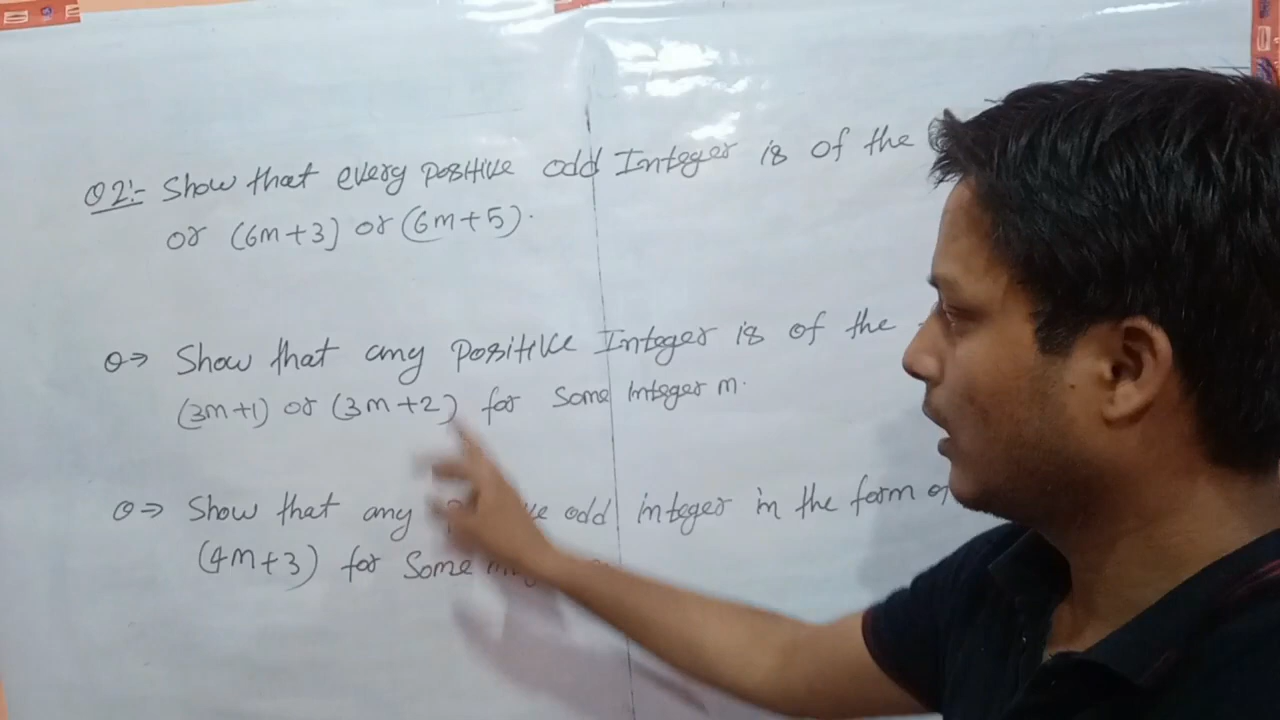 Q2:- Show that every positive odd Integer is of the
or (6m+3) or (6m+5).
Q⇒ Show that any positive Integer is of the
(3m+1) or (3m+2) for some integer m.
Q⇒ Show that any odd integer in the form of
(4m+3) for some